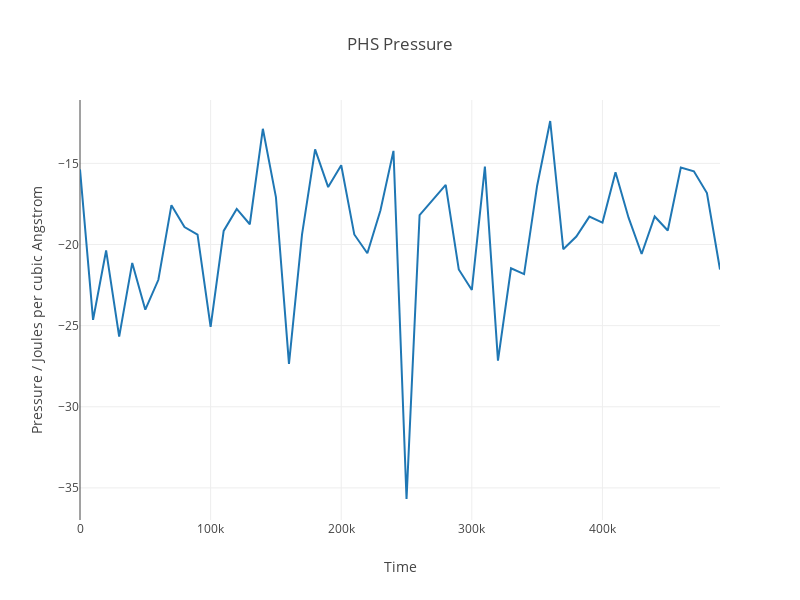 PHS Pressure
Pressure / Joules per cubic Angstrom
−15
−20
−25
−30
−35
0
100k
200k
300k
400k
Time